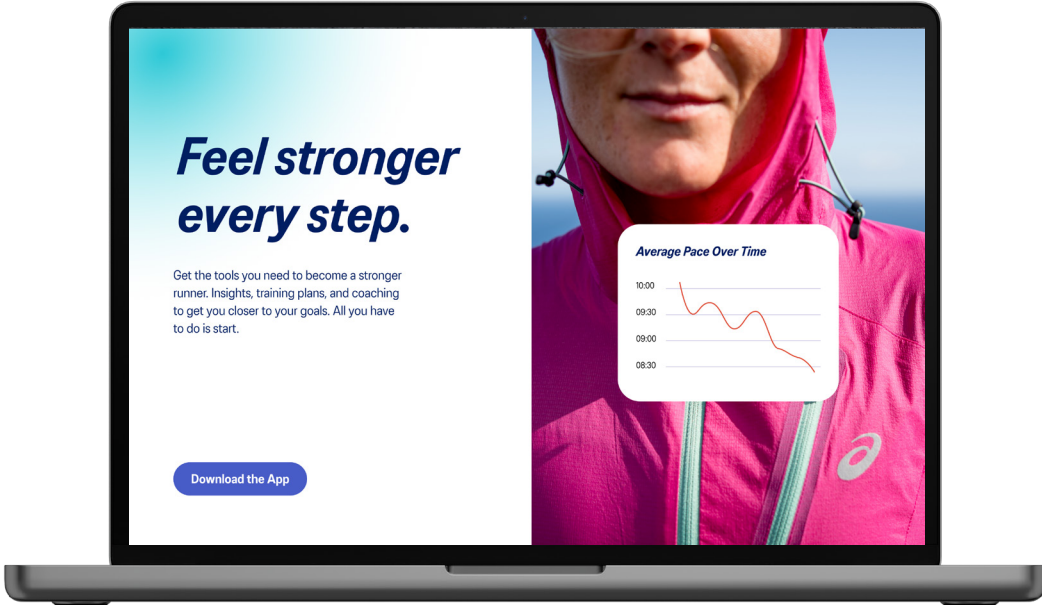 Feel stronger
every step.
Get the tools you need to become a stronger
runner. Insights, training plans, and coaching
to get you closer to your goals. All you have
to do is start.
Download the App
Average Pace Over Time
10:00
09:30
09:00
08:30